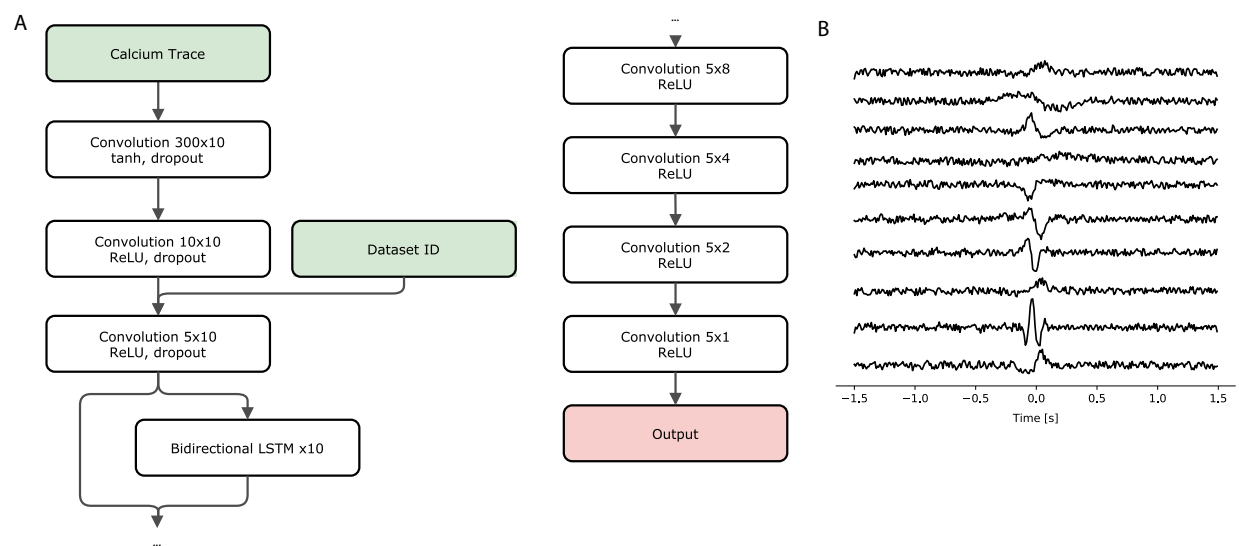 A
Calcium Trace
Convolution 300x10
tanh, dropout
Convolution 10x10
ReLU, dropout
Dataset ID
Convolution 5x10
ReLU, dropout
Bidirectional LSTM x10
...
...
Convolution 5x8
ReLU
Convolution 5x4
ReLU
Convolution 5x2
ReLU
Convolution 5x1
ReLU
Output
B
−1.5 −1.0 −0.5 0.0 0.5 1.0 1.5
Time [s]